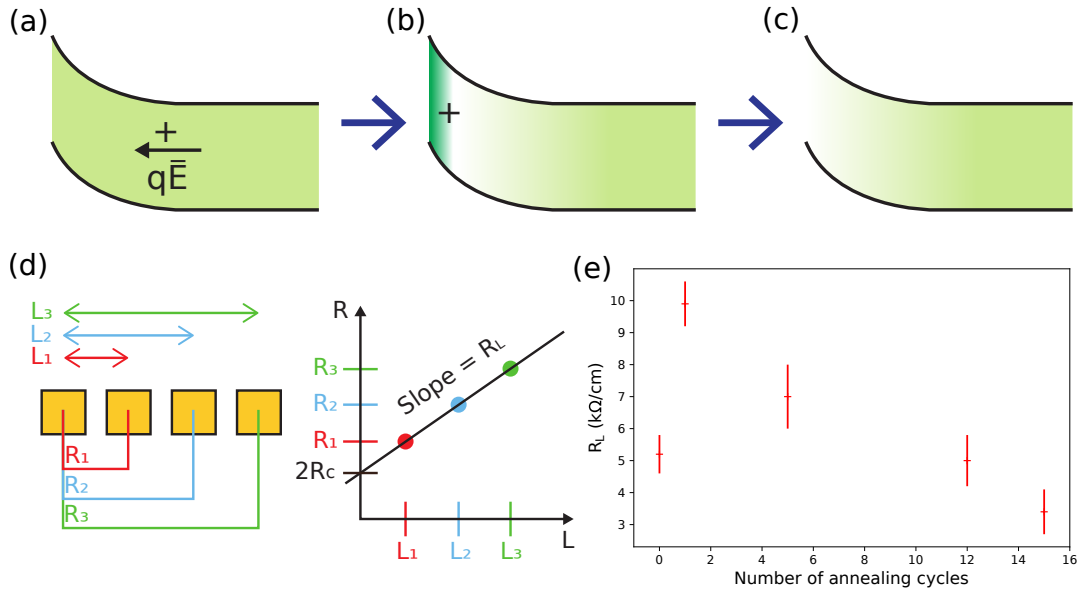 (a)
(b)
(c)
+
qĒ
+
(d)
L₃
L₂
L₁
R₁
R₂
R₃
R
R₃
R₂
R₁
2Rc
Slope = R_L
L₁
L₂
L₃
L
(e)
R_L (kΩ/cm)
10
9
8
7
6
5
4
3
0
2
4
6
8
10
12
14
16
Number of annealing cycles